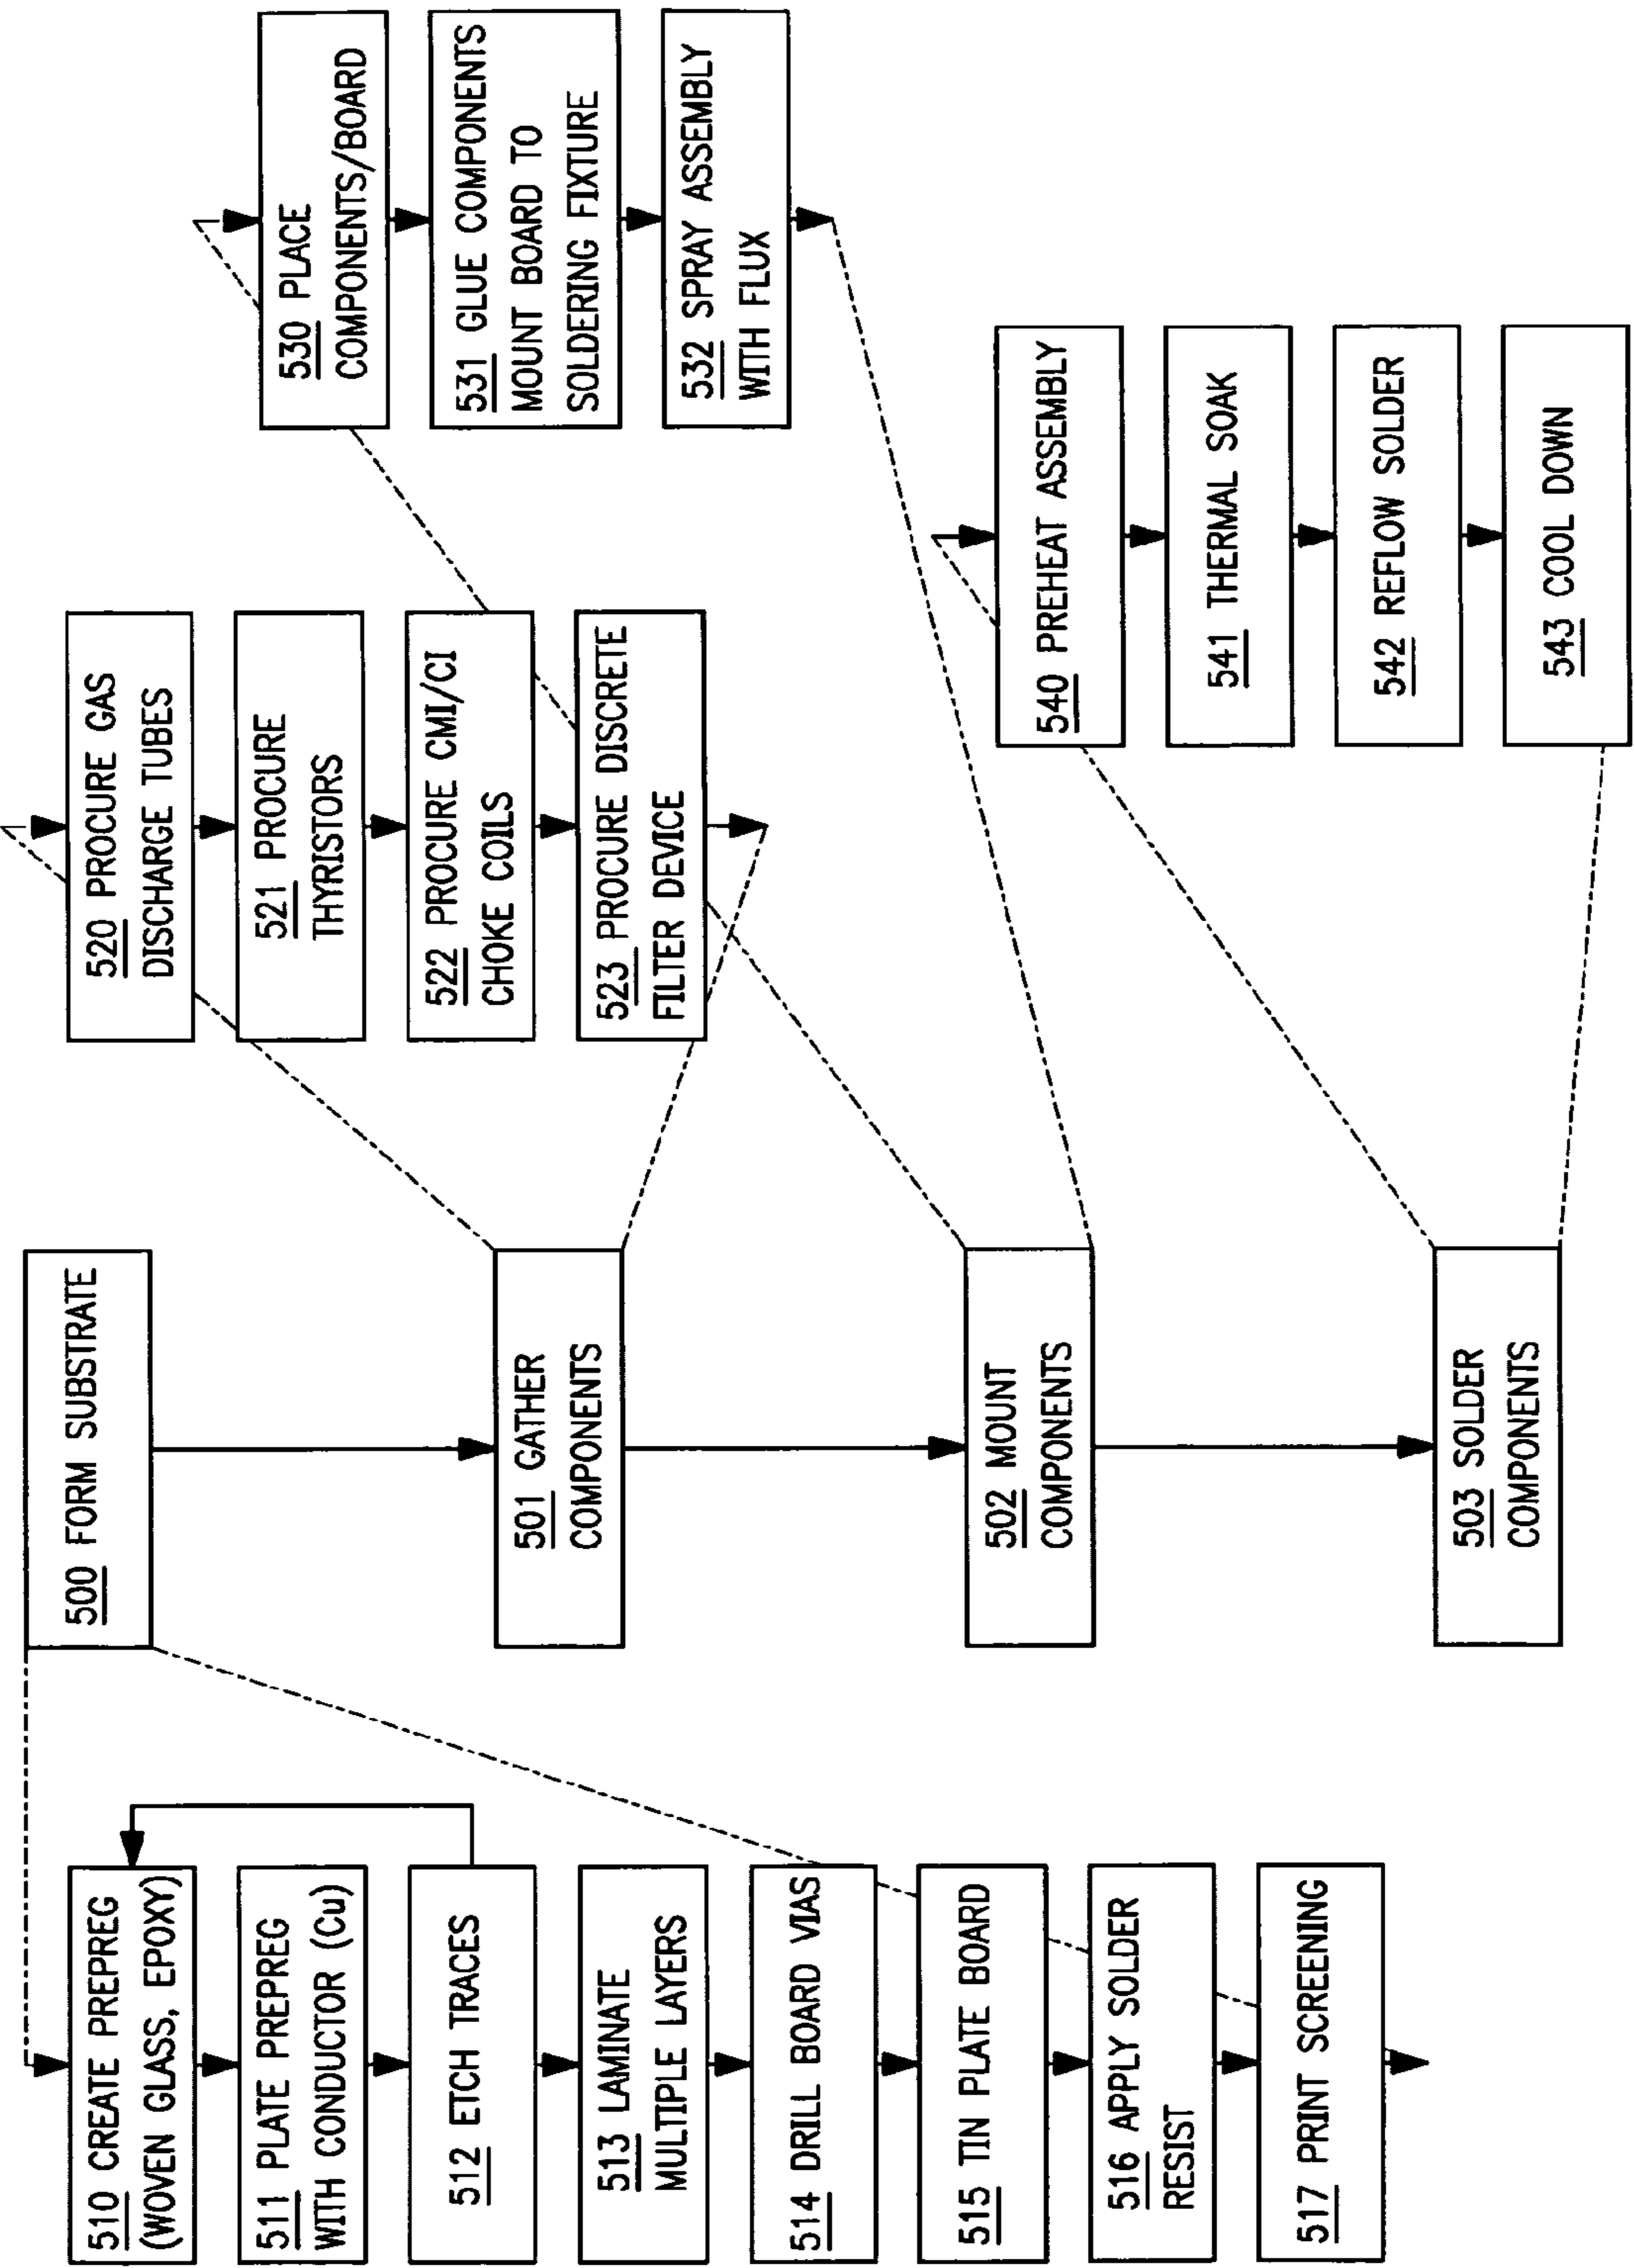 500 FORM SUBSTRATE
501 GATHER
COMPONENTS
502 MOUNT
COMPONENTS
503 SOLDER
COMPONENTS
510 CREATE PREPREG
(WOVEN GLASS, EPOXY)
511 PLATE PREPREG
WITH CONDUCTOR (Cu)
512 ETCH TRACES
513 LAMINATE
MULTIPLE LAYERS
514 DRILL BOARD VIAS
515 TIN PLATE BOARD
516 APPLY SOLDER
RESIST
517 PRINT SCREENING
520 PROCURE GAS
DISCHARGE TUBES
521 PROCURE
THYRISTORS
522 PROCURE CMI/CI
CHOKE COILS
523 PROCURE DISCRETE
FILTER DEVICE
530 PLACE
COMPONENTS/BOARD
531 GLUE COMPONENTS
MOUNT BOARD TO
SOLDERING FIXTURE
532 SPRAY ASSEMBLY
WITH FLUX
540 PREHEAT ASSEMBLY
541 THERMAL SOAK
542 REFLOW SOLDER
543 COOL DOWN